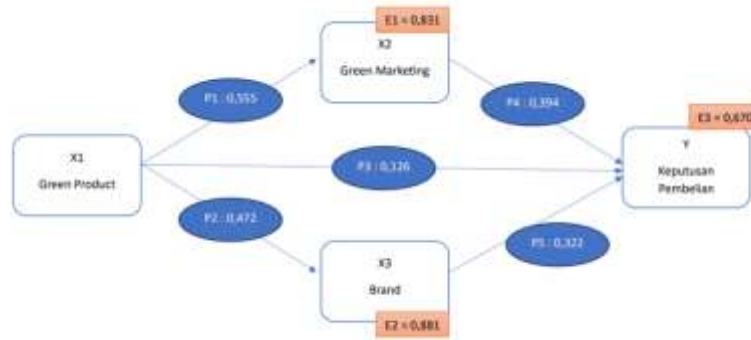 E1 = 0,831
X2
Green Marketing
P1 : 0,555
P4 : 0,394
E3 = 0,670
X1
Green Product
P3 : 0,126
Y
Keputusan
Pembelian
P2 : 0,472
P5 : 0,322
X3
Brand
E2 = 0,881